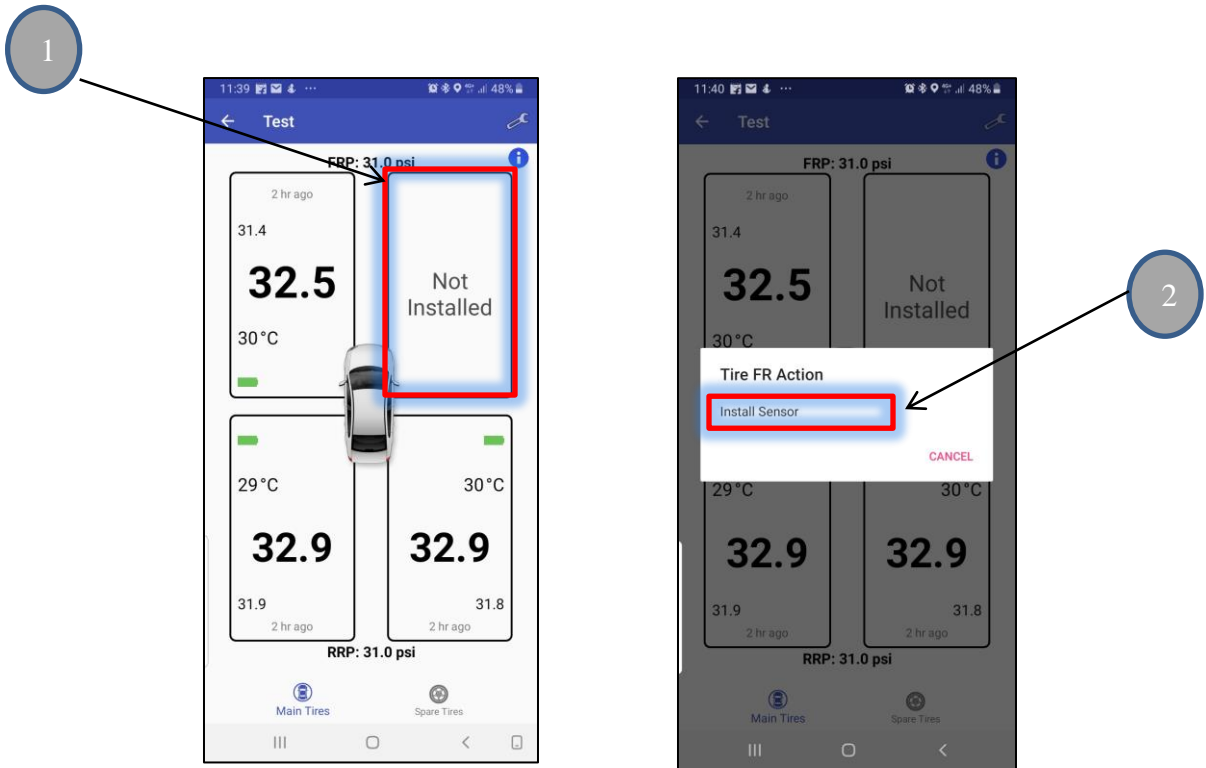 1
11:39 ... 48%
Test
FRP: 31.0 psi
i
2 hr ago
31.4
32.5
30°C
Not
Installed
29°C
32.9
31.9
2 hr ago
30°C
32.9
31.8
2 hr ago
RRP: 31.0 psi
Main Tires
Spare Tires
11:40 ... 48%
Test
FRP: 31.0 psi
i
2 hr ago
31.4
32.5
30°C
Not
Installed
Tire FR Action
Install Sensor
CANCEL
2
29°C
32.9
31.9
2 hr ago
30°C
32.9
31.8
2 hr ago
RRP: 31.0 psi
Main Tires
Spare Tires